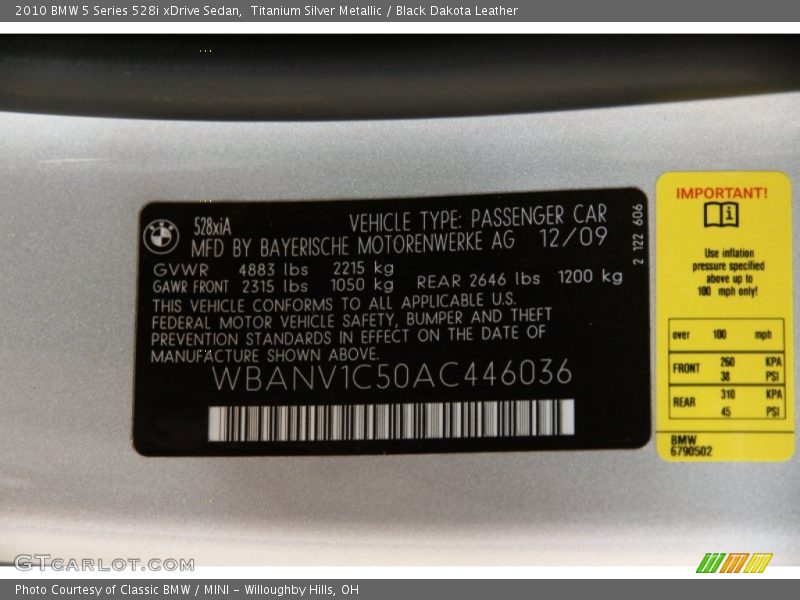 2010 BMW 5 Series 528i xDrive Sedan,  Titanium Silver Metallic / Black Dakota Leather
528xiA
VEHICLE TYPE: PASSENGER CAR
MFD BY BAYERISCHE MOTORENWERKE AG 12/09
GVWR 4883 lbs 2215 kg
GAWR FRONT 2315 lbs 1050 kg REAR 2646 lbs 1200 kg
THIS VEHICLE CONFORMS TO ALL APPLICABLE U.S.
FEDERAL MOTOR VEHICLE SAFETY, BUMPER AND THEFT
PREVENTION STANDARDS IN EFFECT ON THE DATE OF
MANUFACTURE SHOWN ABOVE.
WBANV1C50AC446036
2 122 606
IMPORTANT!
Use inflation
pressure specified
above up to
100 mph only!
over 100 mph
FRONT 260 KPA
38 PSI
REAR 310 KPA
45 PSI
BMW
6790502
GTCARLOT.COM
Photo Courtesy of Classic BMW / MINI - Willoughby Hills, OH